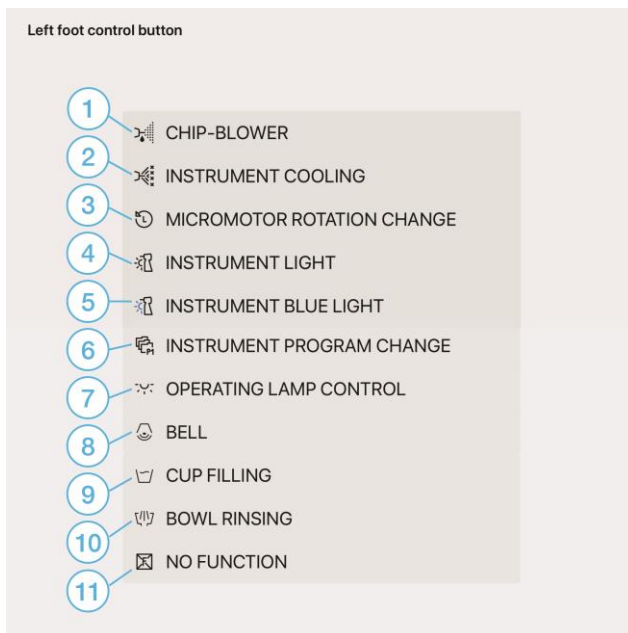 Left foot control button
1 CHIP-BLOWER
2 INSTRUMENT COOLING
3 MICROMOTOR ROTATION CHANGE
4 INSTRUMENT LIGHT
5 INSTRUMENT BLUE LIGHT
6 INSTRUMENT PROGRAM CHANGE
7 OPERATING LAMP CONTROL
8 BELL
9 CUP FILLING
10 BOWL RINSING
11 NO FUNCTION